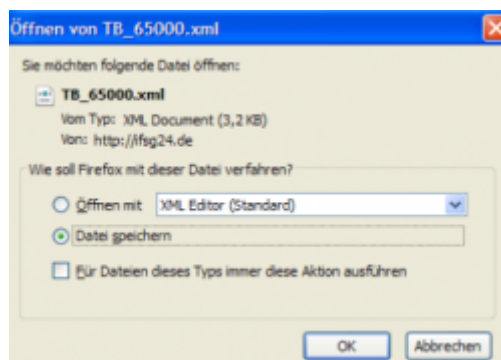 Öffnen von TB_65000.xml
Sie möchten folgende Datei öffnen:
TB_65000.xml
Vom Typ: XML Document (3,2 KB)
Von: http://ifsg24.de
Wie soll Firefox mit dieser Datei verfahren?
Öffnen mit XML Editor (Standard)
Datei speichern
Für Dateien dieses Typs immer diese Aktion ausführen
OK Abbrechen